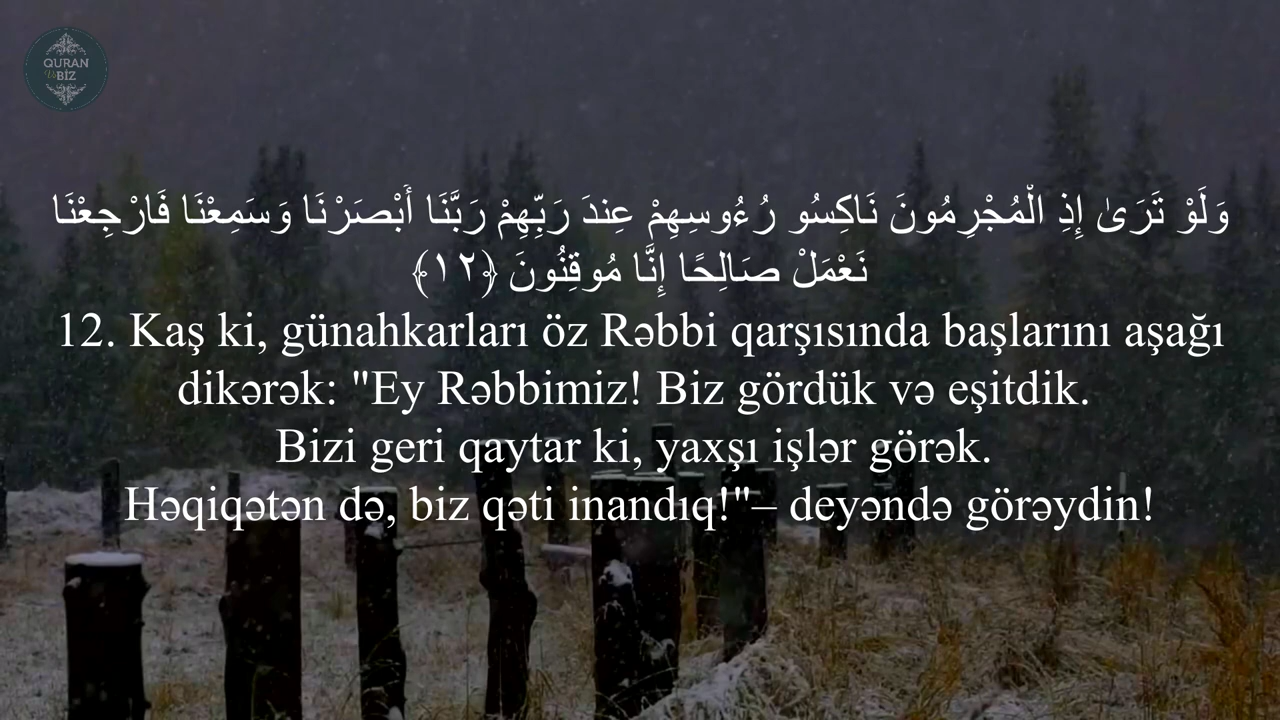 QURAN
Və BİZ
وَلَوْ تَرَىٰ إِذِ الْمُجْرِمُونَ نَاكِسُو رُءُوسِهِمْ عِندَ رَبِّهِمْ رَبَّنَا أَبْصَرْنَا وَسَمِعْنَا فَارْجِعْنَا
نَعْمَلْ صَالِحًا إِنَّا مُوقِنُونَ ﴿١٢﴾
12. Kaş ki, günahkarları öz Rəbbi qarşısında başlarını aşağı
dikərək: "Ey Rəbbimiz! Biz gördük və eşitdik.
Bizi geri qaytar ki, yaxşı işlər görək.
Həqiqətən də, biz qəti inandıq!"– deyəndə görəydin!